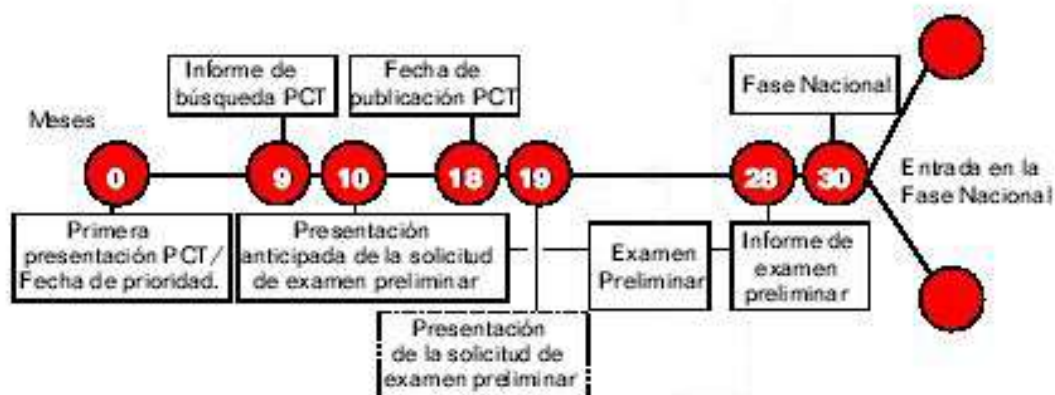 Informe de
búsqueda PCT
Fecha de
publicación PCT
Fase Nacional
Meses
0
9
10
18
19
28
30
Entrada en la
Fase Nacional
Primera
presentación PCT/
Fecha de prioridad.
Presentación
anticipada de la solicitud
de examen preliminar
Examen
Preliminar
Informe de
examen
preliminar
Presentación
de la solicitud de
examen preliminar